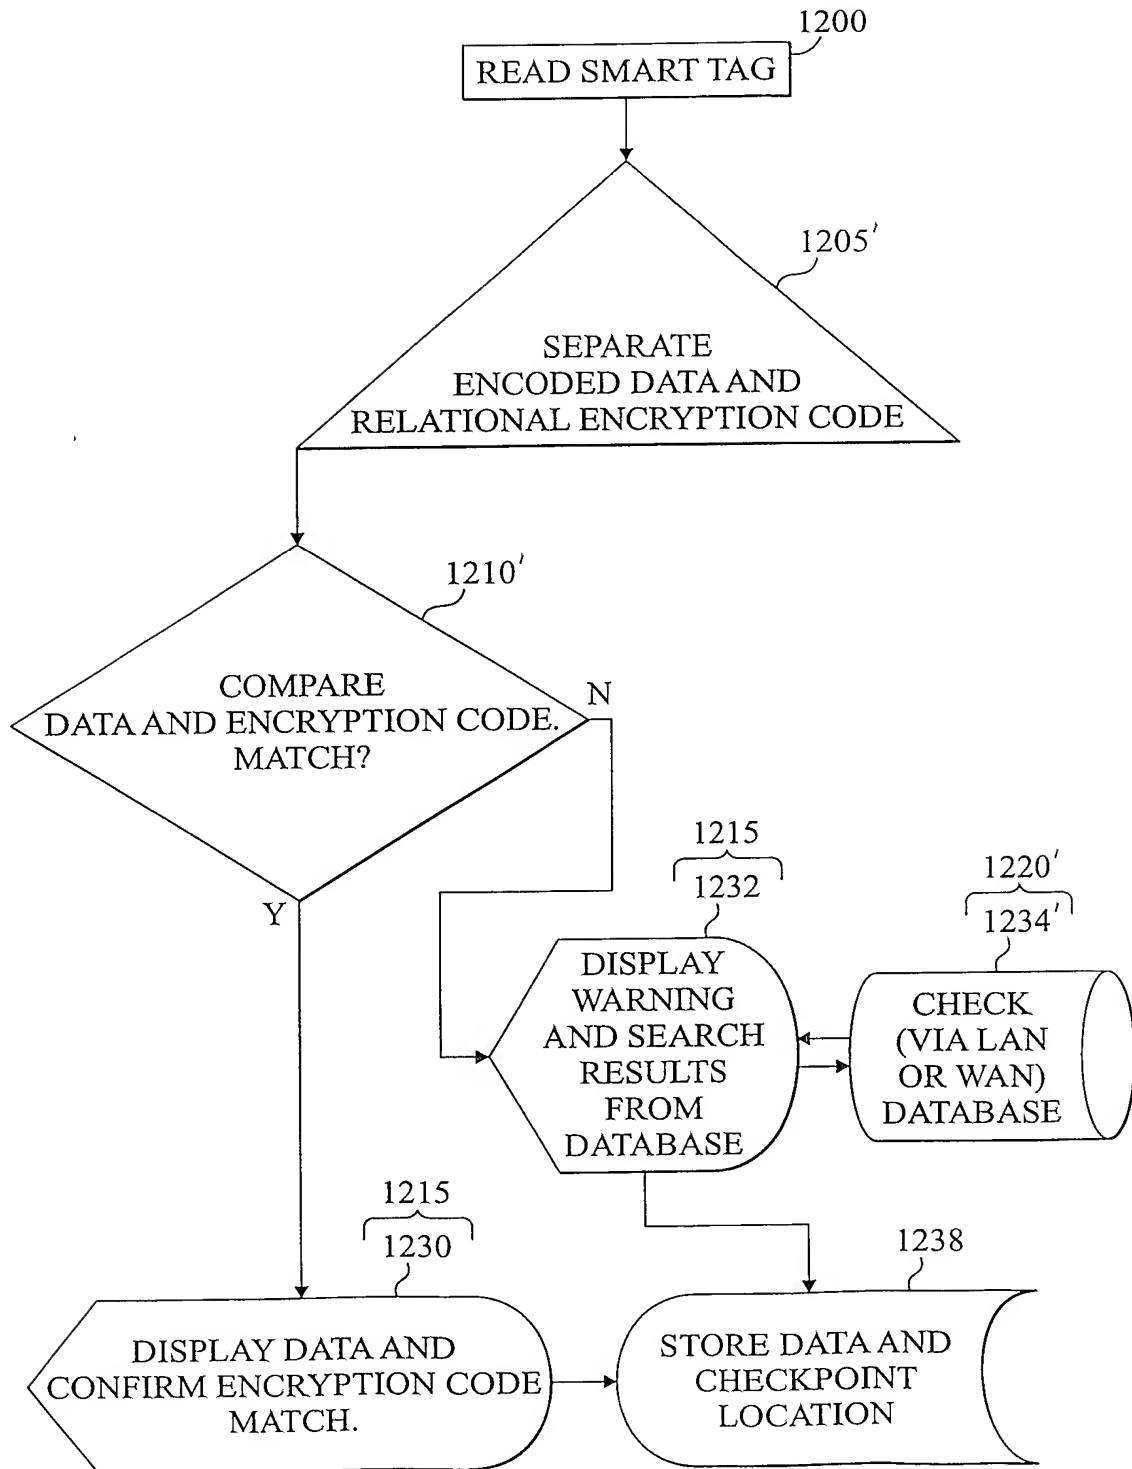 1200
READ SMART TAG
1205'
SEPARATE
ENCODED DATA AND
RELATIONAL ENCRYPTION CODE
1210'
COMPARE
DATA AND ENCRYPTION CODE.
MATCH?
N
Y
1215
1232
DISPLAY
WARNING
AND SEARCH
RESULTS
FROM
DATABASE
1220'
1234'
CHECK
(VIA LAN
OR WAN)
DATABASE
1215
1230
DISPLAY DATA AND
CONFIRM ENCRYPTION CODE
MATCH.
1238
STORE DATA AND
CHECKPOINT
LOCATION